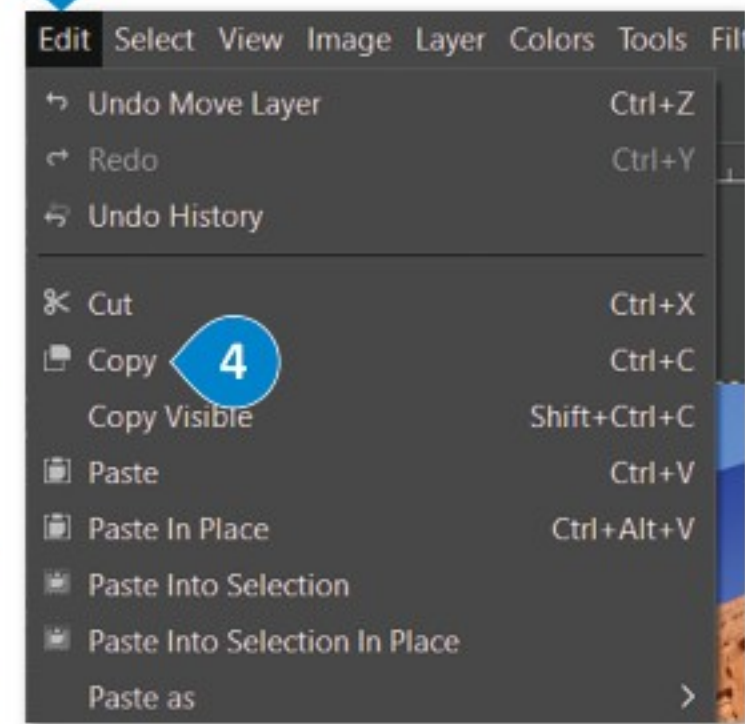 Edit Select View Image Layer Colors Tools Filt
Undo Move Layer Ctrl+Z
Redo Ctrl+Y
Undo History
Cut Ctrl+X
Copy 4 Ctrl+C
Copy Visible Shift+Ctrl+C
Paste Ctrl+V
Paste In Place Ctrl+Alt+V
Paste Into Selection
Paste Into Selection In Place
Paste as